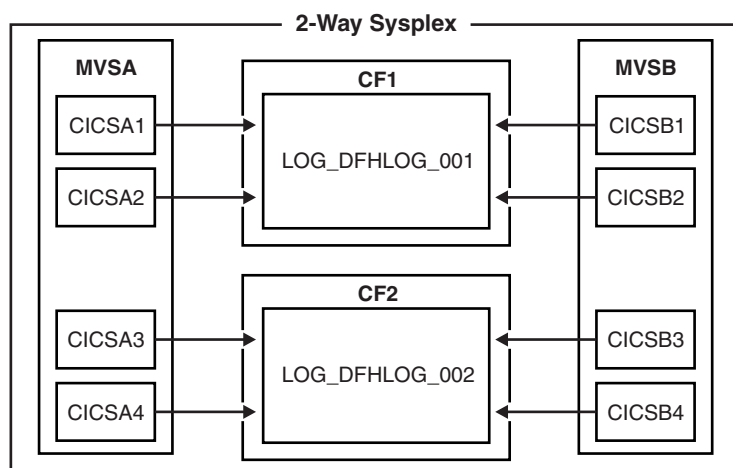 2-Way Sysplex
MVSA
CICSA1
CICSA2
CICSA3
CICSA4
CF1
LOG_DFHLOG_001
CF2
LOG_DFHLOG_002
MVSB
CICSB1
CICSB2
CICSB3
CICSB4